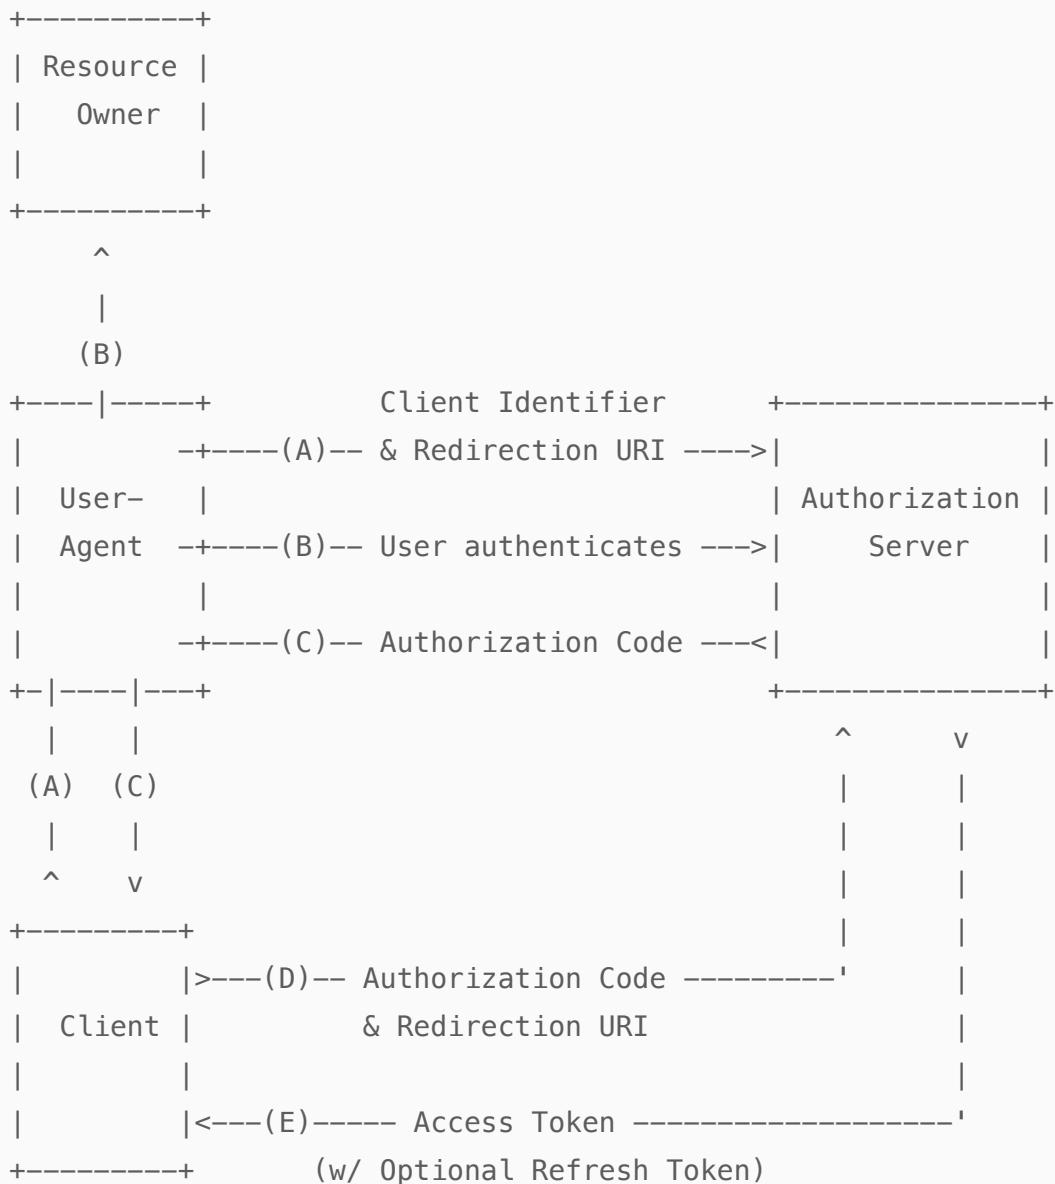 +----------+
| Resource |
|   Owner  |
|          |
+----------+
     ^
     |
    (B)
+----|-----+          Client Identifier      +---------------+
|         -+----(A)-- & Redirection URI ---->|               |
|  User-   |                                 | Authorization |
|  Agent  -+----(B)-- User authenticates --->|     Server    |
|          |                                 |               |
|         -+----(C)-- Authorization Code ---<|               |
+-|----|---+                                 +---------------+
  |    |                                         ^      v
 (A)  (C)                                        |      |
  |    |                                         |      |
  ^    v                                         |      |
+---------+                                      |      |
|         |>---(D)-- Authorization Code ---------'      |
|  Client |          & Redirection URI                  |
|         |                                             |
|         |<---(E)----- Access Token -------------------'
+---------+       (w/ Optional Refresh Token)